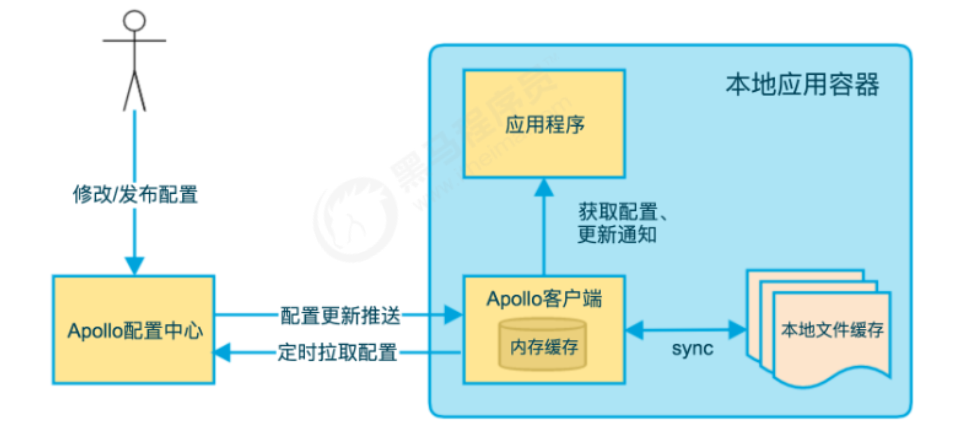 本地应用容器
应用程序
黑马程序员
修改/发布配置
获取配置、
更新通知
Apollo配置中心
配置更新推送
定时拉取配置
Apollo客户端
内存缓存
sync
本地文件缓存